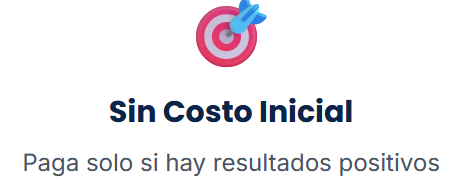 Sin Costo Inicial
Paga solo si hay resultados positivos